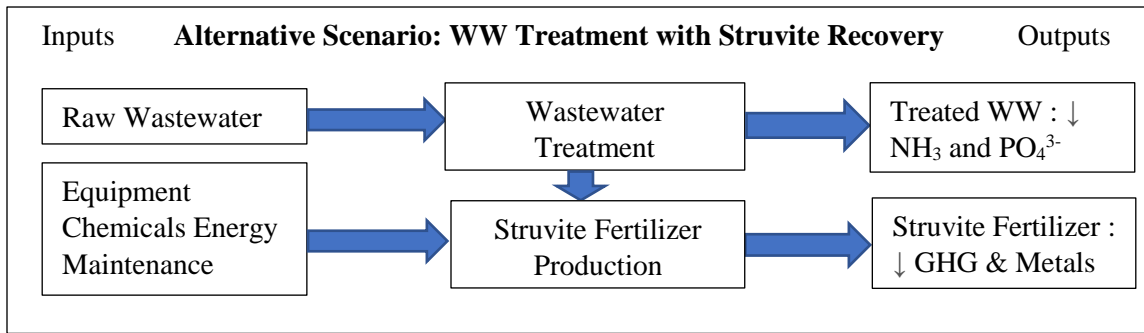 Inputs Alternative Scenario: WW Treatment with Struvite Recovery Outputs
Raw Wastewater
Wastewater
Treatment
Treated WW : ↓
NH₃ and PO₄³⁻
Equipment
Chemicals Energy
Maintenance
Struvite Fertilizer
Production
Struvite Fertilizer :
↓ GHG & Metals